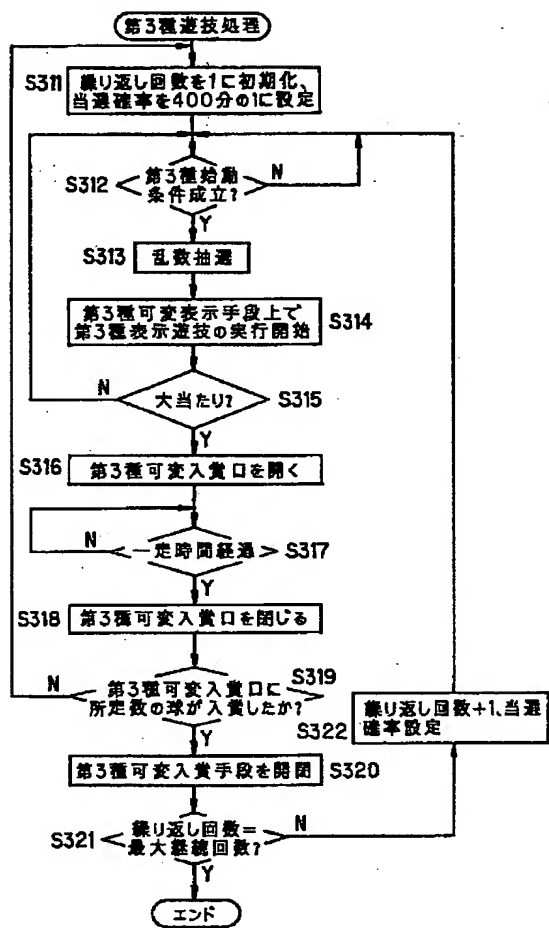 第3種遊技処理
S311
繰り返し回数を1に初期化、
当選確率を400分の1に設定
S312
第3種始動
条件成立?
N
Y
S313
乱数抽選
第3種可変表示手段上で
第3種表示遊技の実行開始
S314
N
大当たり?
S315
Y
S316
第3種可変入賞口を開く
N
一定時間経過
S317
Y
S318
第3種可変入賞口を閉じる
N
S319
第3種可変入賞口に
所定数の球が入賞したか?
Y
S322
繰り返し回数+1、当選
確率設定
第3種可変入賞手段を開閉
S320
S321
繰り返し回数=
最大継続回数?
N
Y
エンド